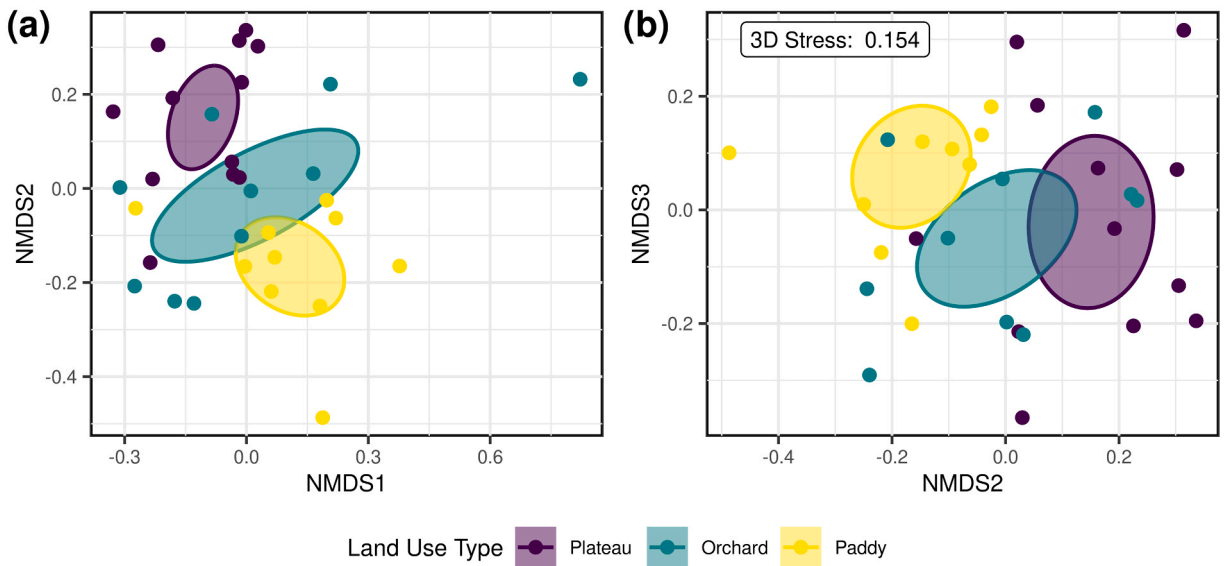 (a)
(b)
3D Stress: 0.154
0.2
0.0
-0.2
-0.4
NMDS2
-0.3
0.0
0.3
0.6
NMDS1
0.2
0.0
-0.2
NMDS3
-0.4
-0.2
0.0
0.2
NMDS2
Land Use Type Plateau Orchard Paddy